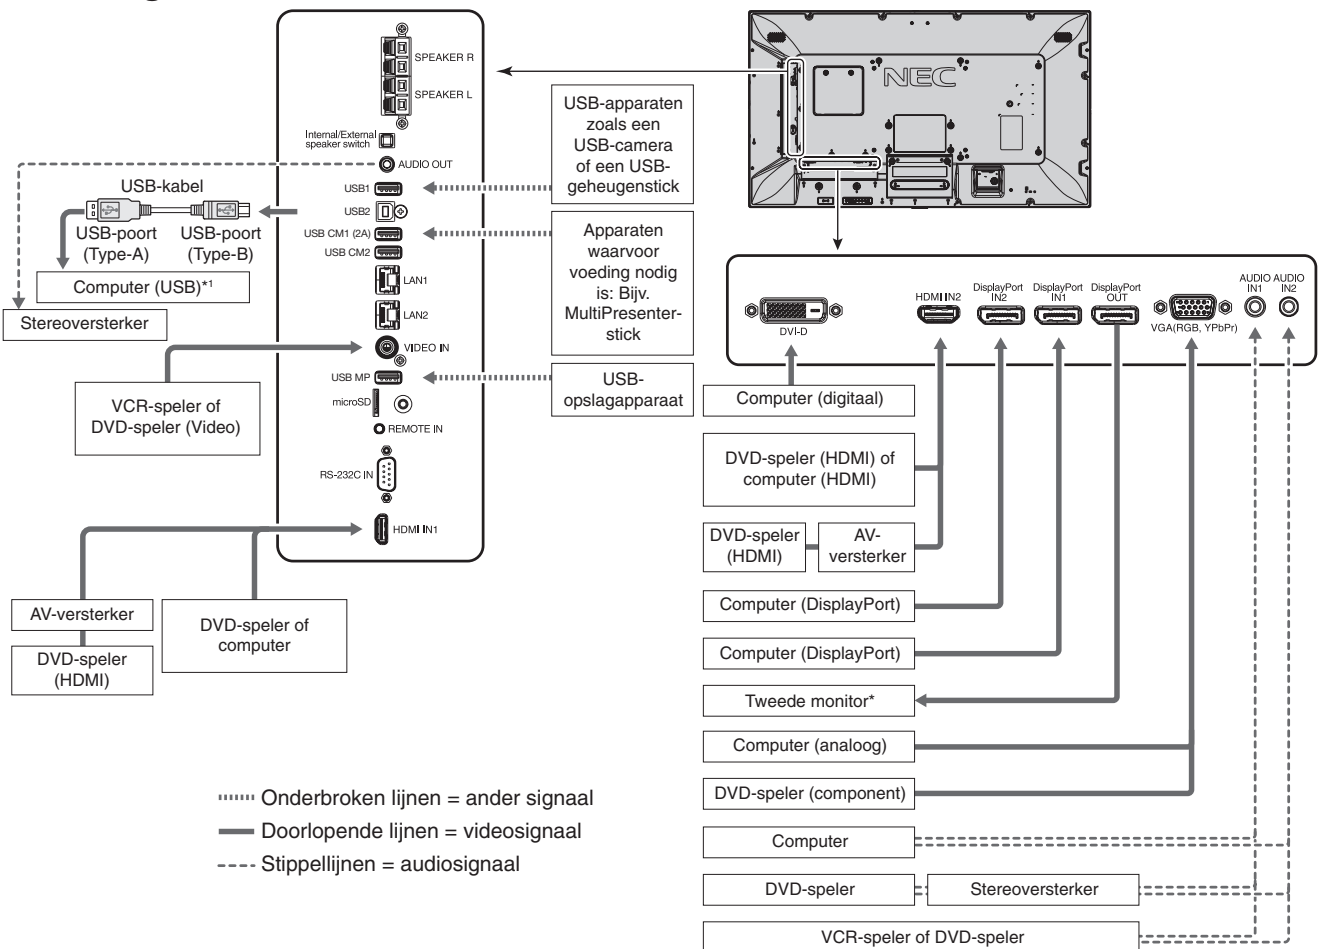 SPEAKER R
SPEAKER L
Internal/External
speaker switch
AUDIO OUT
USB1
USB2
USB CM1 (2A)
USB CM2
LAN1
LAN2
VIDEO IN
USB MP
microSD
REMOTE IN
RS-232C IN
HDMI IN1
USB-kabel
USB-poort
(Type-A)
USB-poort
(Type-B)
Computer (USB)*1
Stereoversterker
VCR-speler of
DVD-speler (Video)
AV-versterker
DVD-speler
(HDMI)
DVD-speler of
computer
USB-apparaten
zoals een
USB-camera
of een USB-
geheugenstick
Apparaten
waarvoor
voeding nodig
is: Bijv.
MultiPresenter-
stick
USB-
opslagapparaat
NEC
DVI-D
HDMI IN2
DisplayPort
IN2
DisplayPort
IN1
DisplayPort
OUT
VGA(RGB, YPbPr)
AUDIO
IN1
AUDIO
IN2
Computer (digitaal)
DVD-speler (HDMI) of
computer (HDMI)
DVD-speler
(HDMI)
AV-
versterker
Computer (DisplayPort)
Computer (DisplayPort)
Tweede monitor*
Computer (analoog)
DVD-speler (component)
Computer
DVD-speler
Stereoversterker
VCR-speler of DVD-speler
Onderbroken lijnen = ander signaal
Doorlopende lijnen = videosignaal
Stippellijnen = audiosignaal